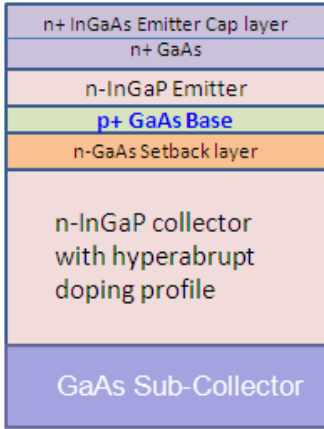 n+ InGaAs Emitter Cap layer
n+ GaAs
n-InGaP Emitter
p+ GaAs Base
n-GaAs Setback layer
n-InGaP collector
with hyperabrupt
doping profile
GaAs Sub-Collector